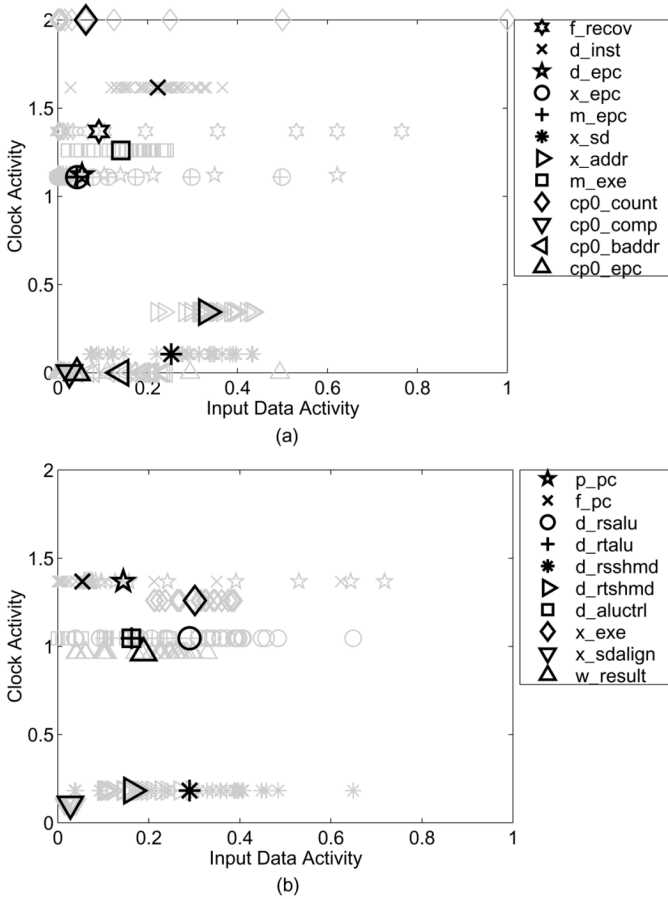 2
1.5
1
0.5
0
Clock Activity
0 0.2 0.4 0.6 0.8 1
Input Data Activity
(a)
f_recov
d_inst
d_epc
x_epc
m_epc
x_sd
x_addr
m_exe
cp0_count
cp0_comp
cp0_baddr
cp0_epc
2
1.5
1
0.5
0
Clock Activity
0 0.2 0.4 0.6 0.8 1
Input Data Activity
(b)
p_pc
f_pc
d_rsalu
d_rtalu
d_rsshmd
d_rtshmd
d_aluctrl
x_exe
x_sdalign
w_result